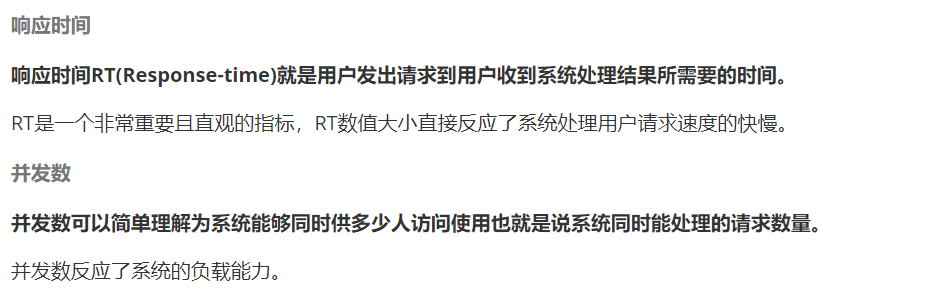 响应时间
响应时间RT(Response-time)就是用户发出请求到用户收到系统处理结果所需要的时间。
RT是一个非常重要且直观的指标，RT数值大小直接反应了系统处理用户请求速度的快慢。
并发数
并发数可以简单理解为系统能够同时供多少人访问使用也就是说系统同时能处理的请求数量。
并发数反应了系统的负载能力。